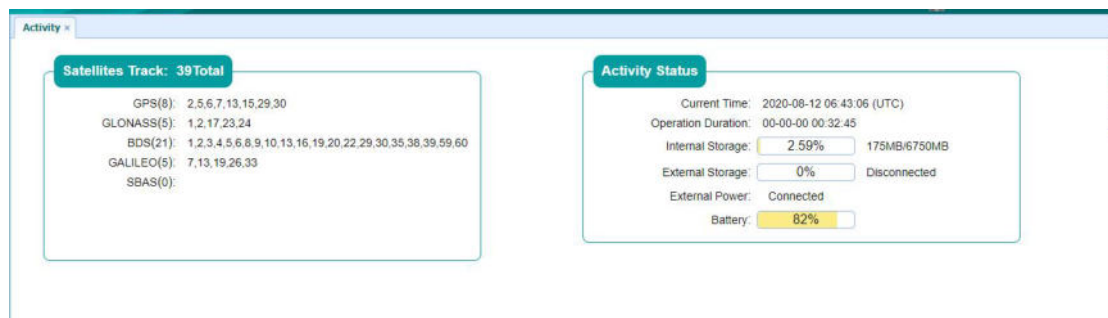 Activity ×
Satellites Track: 39Total
GPS(8): 2,5,6,7,13,15,29,30
GLONASS(5): 1,2,17,23,24
BDS(21): 1,2,3,4,5,6,8,9,10,13,16,19,20,22,29,30,35,38,39,59,60
GALILEO(5): 7,13,19,26,33
SBAS(0):
Activity Status
Current Time: 2020-08-12 06:43:06 (UTC)
Operation Duration: 00-00-00 00:32:45
Internal Storage: 2.59% 175MB/6750MB
External Storage: 0% Disconnected
External Power: Connected
Battery: 82%